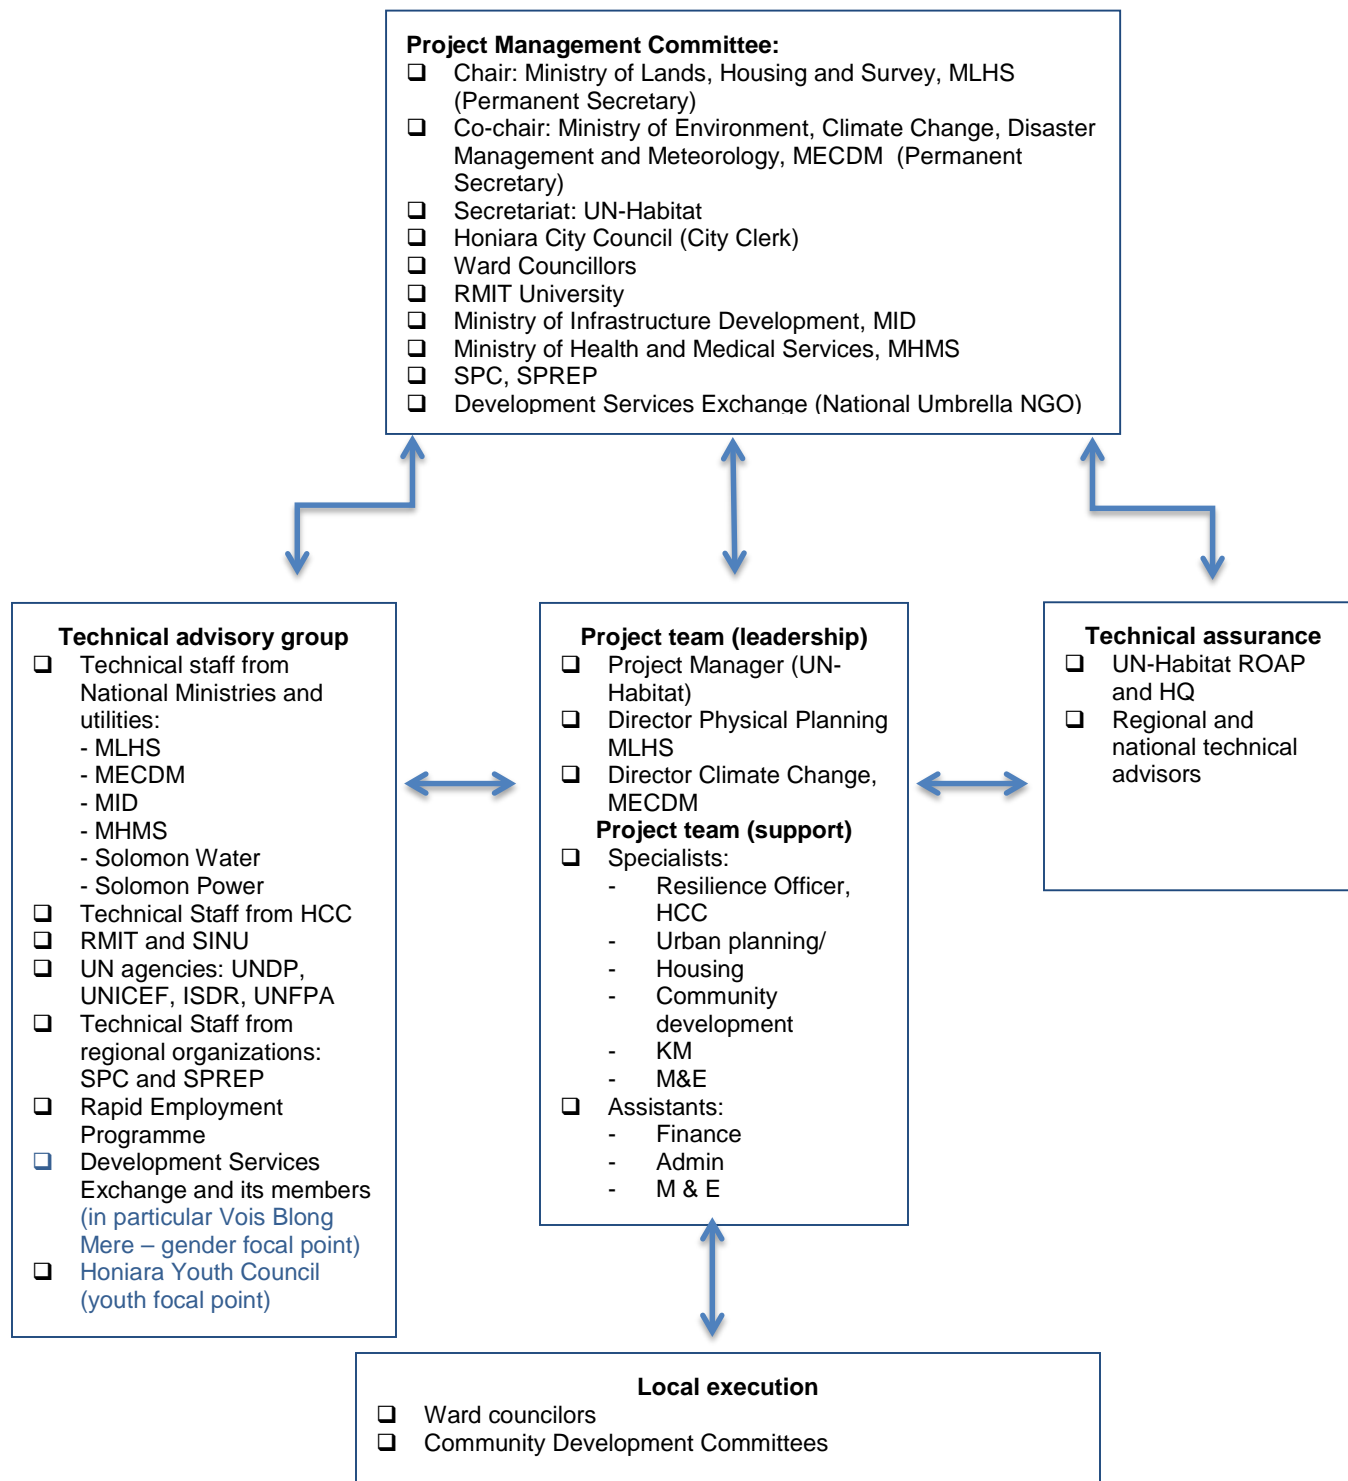 Project Management Committee:
❑ Chair: Ministry of Lands, Housing and Survey, MLHS
(Permanent Secretary)
❑ Co-chair: Ministry of Environment, Climate Change, Disaster
Management and Meteorology, MECDM (Permanent
Secretary)
❑ Secretariat: UN-Habitat
❑ Honiara City Council (City Clerk)
❑ Ward Councillors
❑ RMIT University
❑ Ministry of Infrastructure Development, MID
❑ Ministry of Health and Medical Services, MHMS
❑ SPC, SPREP
❑ Development Services Exchange (National Umbrella NGO)
Technical advisory group
❑ Technical staff from
National Ministries and
utilities:
- MLHS
- MECDM
- MID
- MHMS
- Solomon Water
- Solomon Power
❑ Technical Staff from HCC
❑ RMIT and SINU
❑ UN agencies: UNDP,
UNICEF, ISDR, UNFPA
❑ Technical Staff from
regional organizations:
SPC and SPREP
❑ Rapid Employment
Programme
❑ Development Services
Exchange and its members
(in particular Vois Blong
Mere – gender focal point)
❑ Honiara Youth Council
(youth focal point)
Project team (leadership)
❑ Project Manager (UN-
Habitat)
❑ Director Physical Planning
MLHS
❑ Director Climate Change,
MECDM
Project team (support)
❑ Specialists:
- Resilience Officer,
HCC
- Urban planning/
- Housing
- Community
development
- KM
- M&E
❑ Assistants:
- Finance
- Admin
- M & E
Technical assurance
❑ UN-Habitat ROAP
and HQ
❑ Regional and
national technical
advisors
Local execution
❑ Ward councilors
❑ Community Development Committees